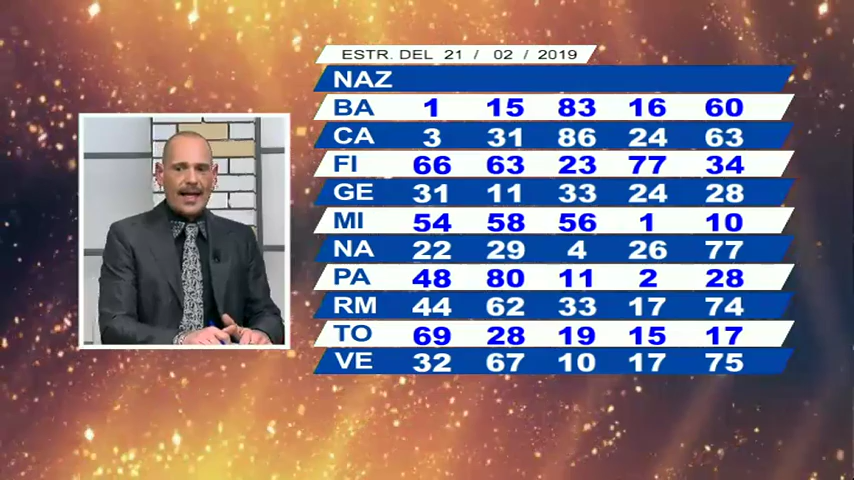 ESTR. DEL 21 / 02 / 2019
NAZ
BA 1 15 83 16 60
CA 3 31 86 24 63
FI 66 63 23 77 34
GE 31 11 33 24 28
MI 54 58 56 1 10
NA 22 29 4 26 77
PA 48 80 11 2 28
RM 44 62 33 17 74
TO 69 28 19 15 17
VE 32 67 10 17 75